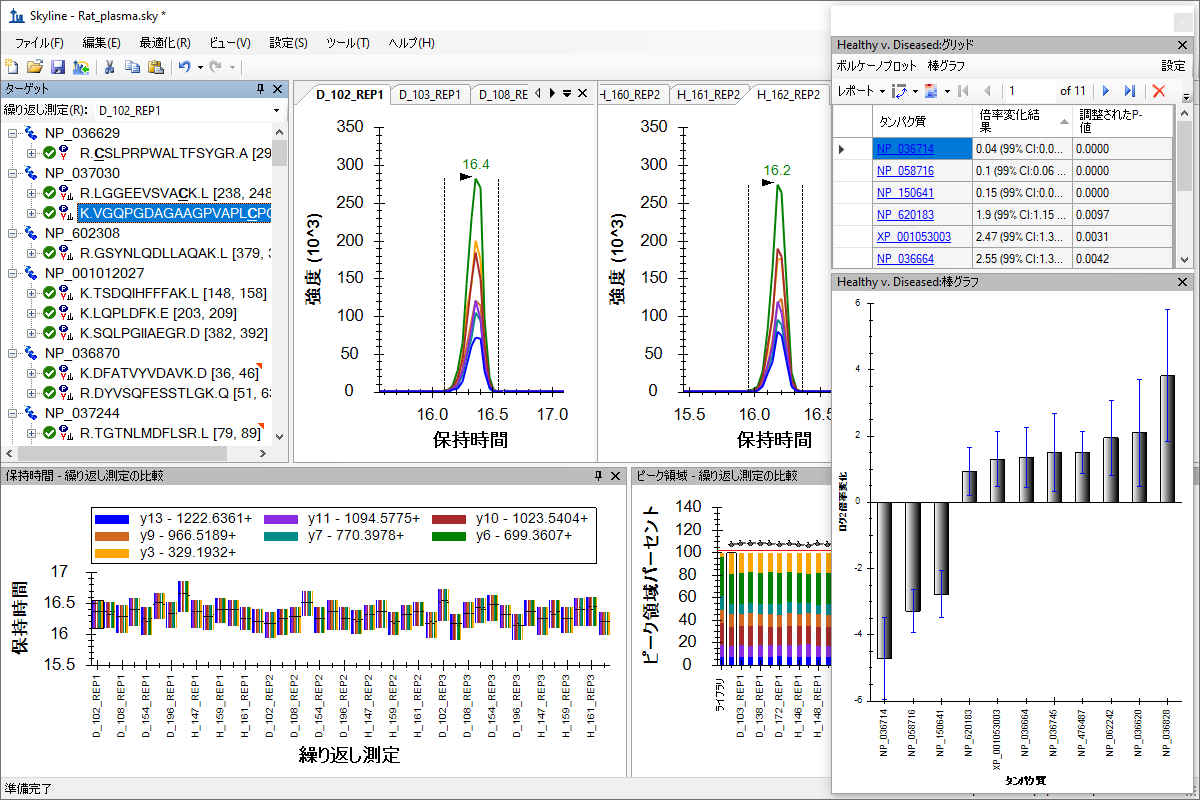 Skyline - Rat_plasma.sky *
ファイル(F) 編集(E) 最適化(R) ビュー(V) 設定(S) ツール(T) ヘルプ(H)
ターゲット
繰り返し測定(R): D_102_REP1
NP_036629
R.CSLPRPWALTFSYGR.A [29
NP_037030
R.LGGEEVSVACK.L [238, 248
K.VGQPGDAGAAGPVAPLCPG
NP_602308
R.GSYNLQDLLAQAK.L [379, 3
NP_001012027
K.TSDQIHFFFAK.L [148, 158]
K.LQPLDFK.E [203, 209]
K.SQLPGIIAEGR.D [382, 392]
NP_036870
K.DFATVYVDAVK.D [36, 46]
R.DYVSQFESSTLGK.Q [51, 63
NP_037244
R.TGTNLMDFLSR.L [79, 89]
D_102_REP1 D_103_REP1 D_108_RE
350
300
250
200
150
100
50
0
強度 (10^3)
16.4
16.0 16.5 17.0
保持時間
H_160_REP2 H_161_REP2 H_162_REP2
350
300
250
200
150
100
50
0
強度 (10^3)
16.2
15.5 16.0 16.5
保持時間
Healthy v. Diseased:グリッド
ボルケーノプロット 棒グラフ 設定
レポート 1 of 11
タンパク質 倍率変化結果 調整されたP-値
NP_036714 0.04 (99% CI:0.0... 0.0000
NP_058716 0.1 (99% CI:0.06 ... 0.0000
NP_150641 0.15 (99% CI:0.0... 0.0000
NP_620183 1.9 (99% CI:1.15 ... 0.0097
XP_001053003 2.47 (99% CI:1.3... 0.0031
NP_036664 2.55 (99% CI:1.3... 0.0042
Healthy v. Diseased:棒グラフ
6
4
2
0
-2
-4
-6
ログ2倍率変化
NP_036714
NP_058716
NP_150641
NP_620183
XP_001053003
NP_036664
NP_036745
NP_476487
NP_062242
NP_036620
NP_036828
タンパク質
保持時間 - 繰り返し測定の比較
y13 - 1222.6361+ y11 - 1094.5775+ y10 - 1023.5404+
y9 - 966.5189+ y7 - 770.3978+ y6 - 699.3607+
y3 - 329.1932+
17
16.5
16
15.5
保持時間
D_102_REP1
D_108_REP1
D_154_REP1
D_196_REP1
H_147_REP1
H_159_REP1
H_161_REP1
D_102_REP2
D_108_REP2
D_154_REP2
D_196_REP2
H_147_REP2
H_159_REP2
H_161_REP2
D_102_REP3
D_108_REP3
D_154_REP3
D_196_REP3
H_147_REP3
H_159_REP3
H_161_REP3
繰り返し測定
ピーク領域 - 繰り返し測定の比較
140
120
100
80
60
40
20
0
ピーク領域パーセント
ライブラリ
D_103_REP1
D_138_REP1
D_172_REP1
H_146_REP1
H_148_REP1
準備完了